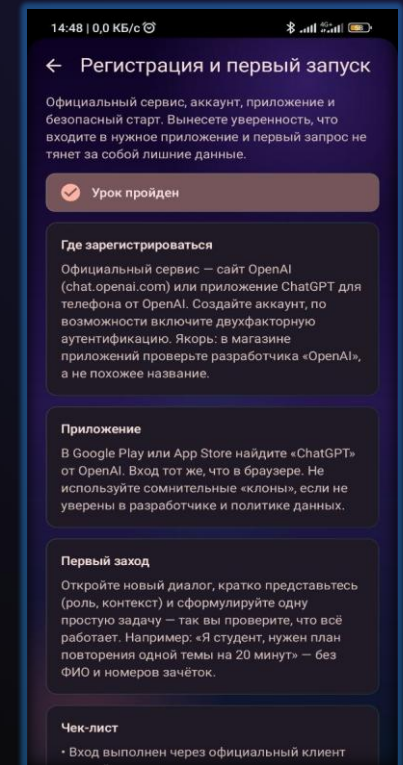 14:48 | 0,0 КБ/с
4G+
← Регистрация и первый запуск
Официальный сервис, аккаунт, приложение и
безопасный старт. Вынесете уверенность, что
входите в нужное приложение и первый запрос не
тянет за собой лишние данные.
Урок пройден
Где зарегистрироваться
Официальный сервис — сайт OpenAI
(chat.openai.com) или приложение ChatGPT для
телефона от OpenAI. Создайте аккаунт, по
возможности включите двухфакторную
аутентификацию. Якорь: в магазине
приложений проверьте разработчика «OpenAI»,
а не похожее название.
Приложение
В Google Play или App Store найдите «ChatGPT»
от OpenAI. Вход тот же, что в браузере. Не
используйте сомнительные «клоны», если не
уверены в разработчике и политике данных.
Первый заход
Откройте новый диалог, кратко представьтесь
(роль, контекст) и сформулируйте одну
простую задачу — так вы проверите, что всё
работает. Например: «Я студент, нужен план
повторения одной темы на 20 минут» — без
ФИО и номеров зачёток.
Чек-лист
• Вход выполнен через официальный клиент